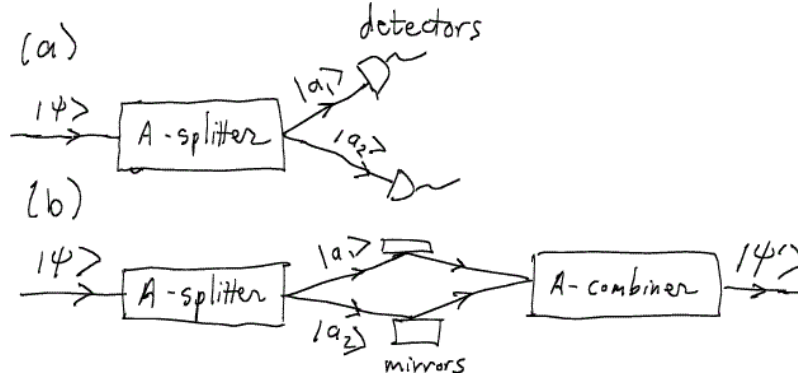 (a)
detectors
|ψ>
A-splitter
|a₁>
|a₂>
(b)
|ψ>
A-splitter
|a₁>
|a₂>
mirrors
A-combiner
|ψ'>